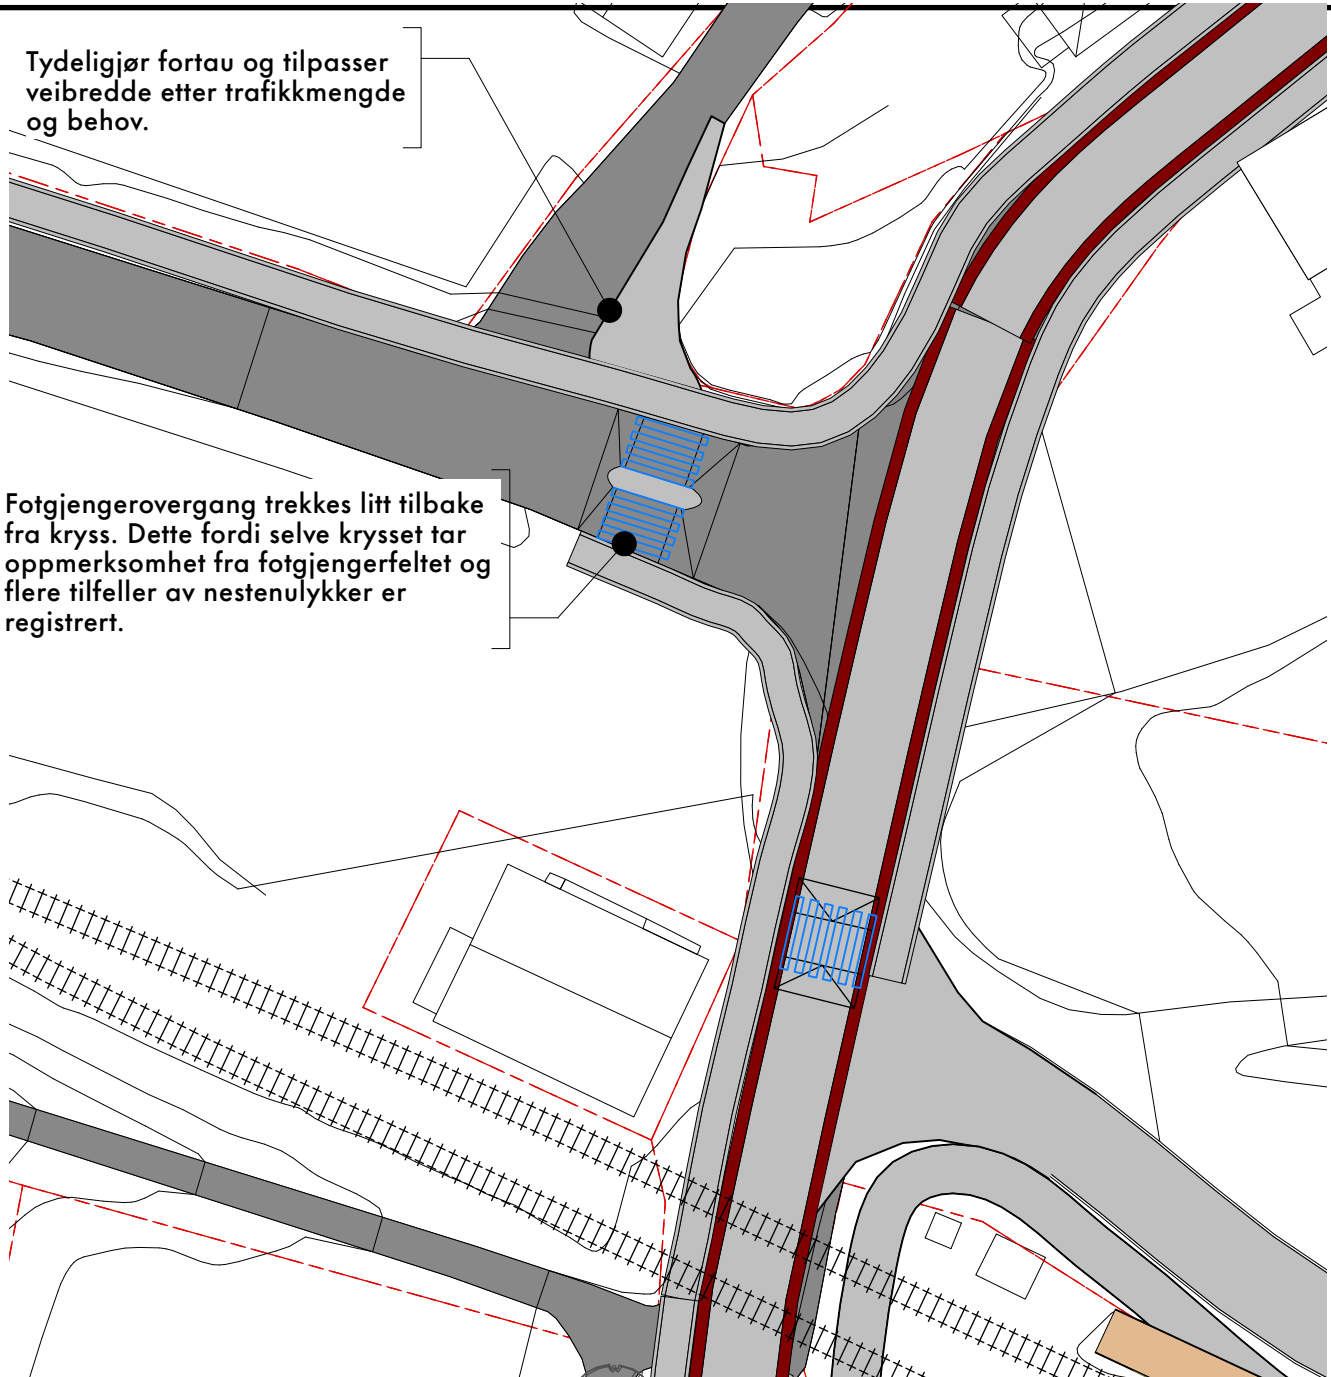 Tydeligjør fortau og tilpasser
veibredde etter trafikkmengde
og behov.
Fotgjengerovergang trekkes litt tilbake
fra kryss. Dette fordi selve krysset tar
oppmerksomhet fra fotgjengerfeltet og
flere tilfeller av nestenulykker er
registrert.